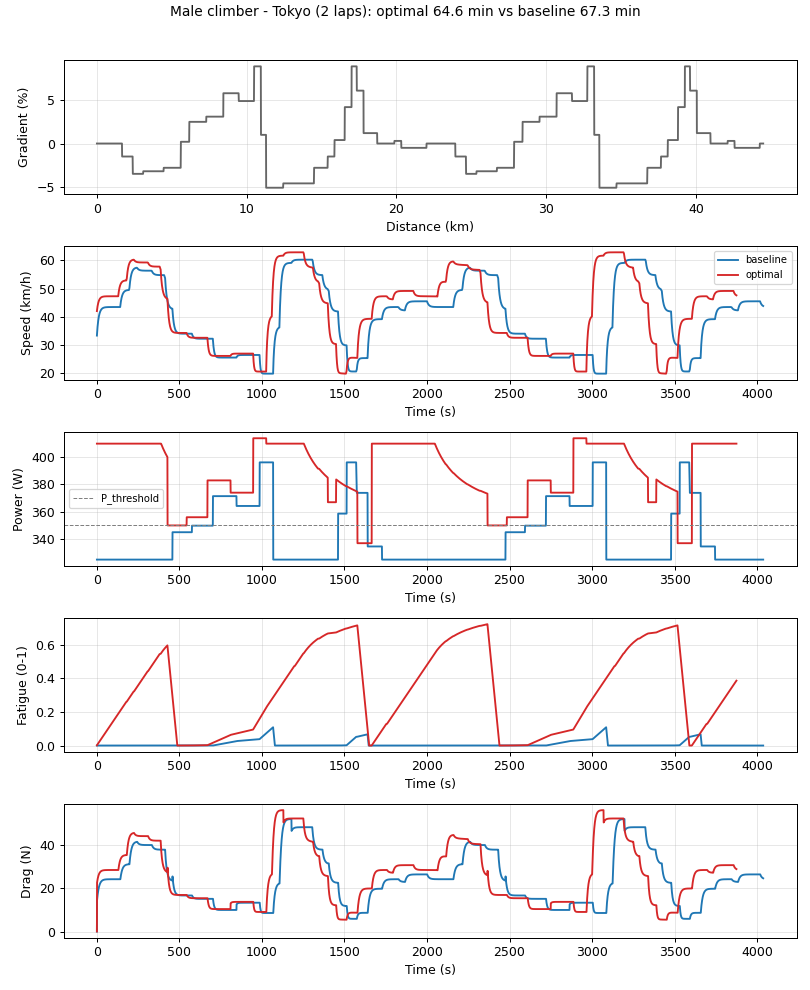 Male climber - Tokyo (2 laps): optimal 64.6 min vs baseline 67.3 min
Gradient (%)
5
0
−5
0 10 20 30 40
Distance (km)
Speed (km/h)
60
50
40
30
20
baseline
optimal
0 500 1000 1500 2000 2500 3000 3500 4000
Time (s)
Power (W)
400
380
360
340
P_threshold
0 500 1000 1500 2000 2500 3000 3500 4000
Time (s)
Fatigue (0-1)
0.6
0.4
0.2
0.0
0 500 1000 1500 2000 2500 3000 3500 4000
Time (s)
Drag (N)
40
20
0
0 500 1000 1500 2000 2500 3000 3500 4000
Time (s)